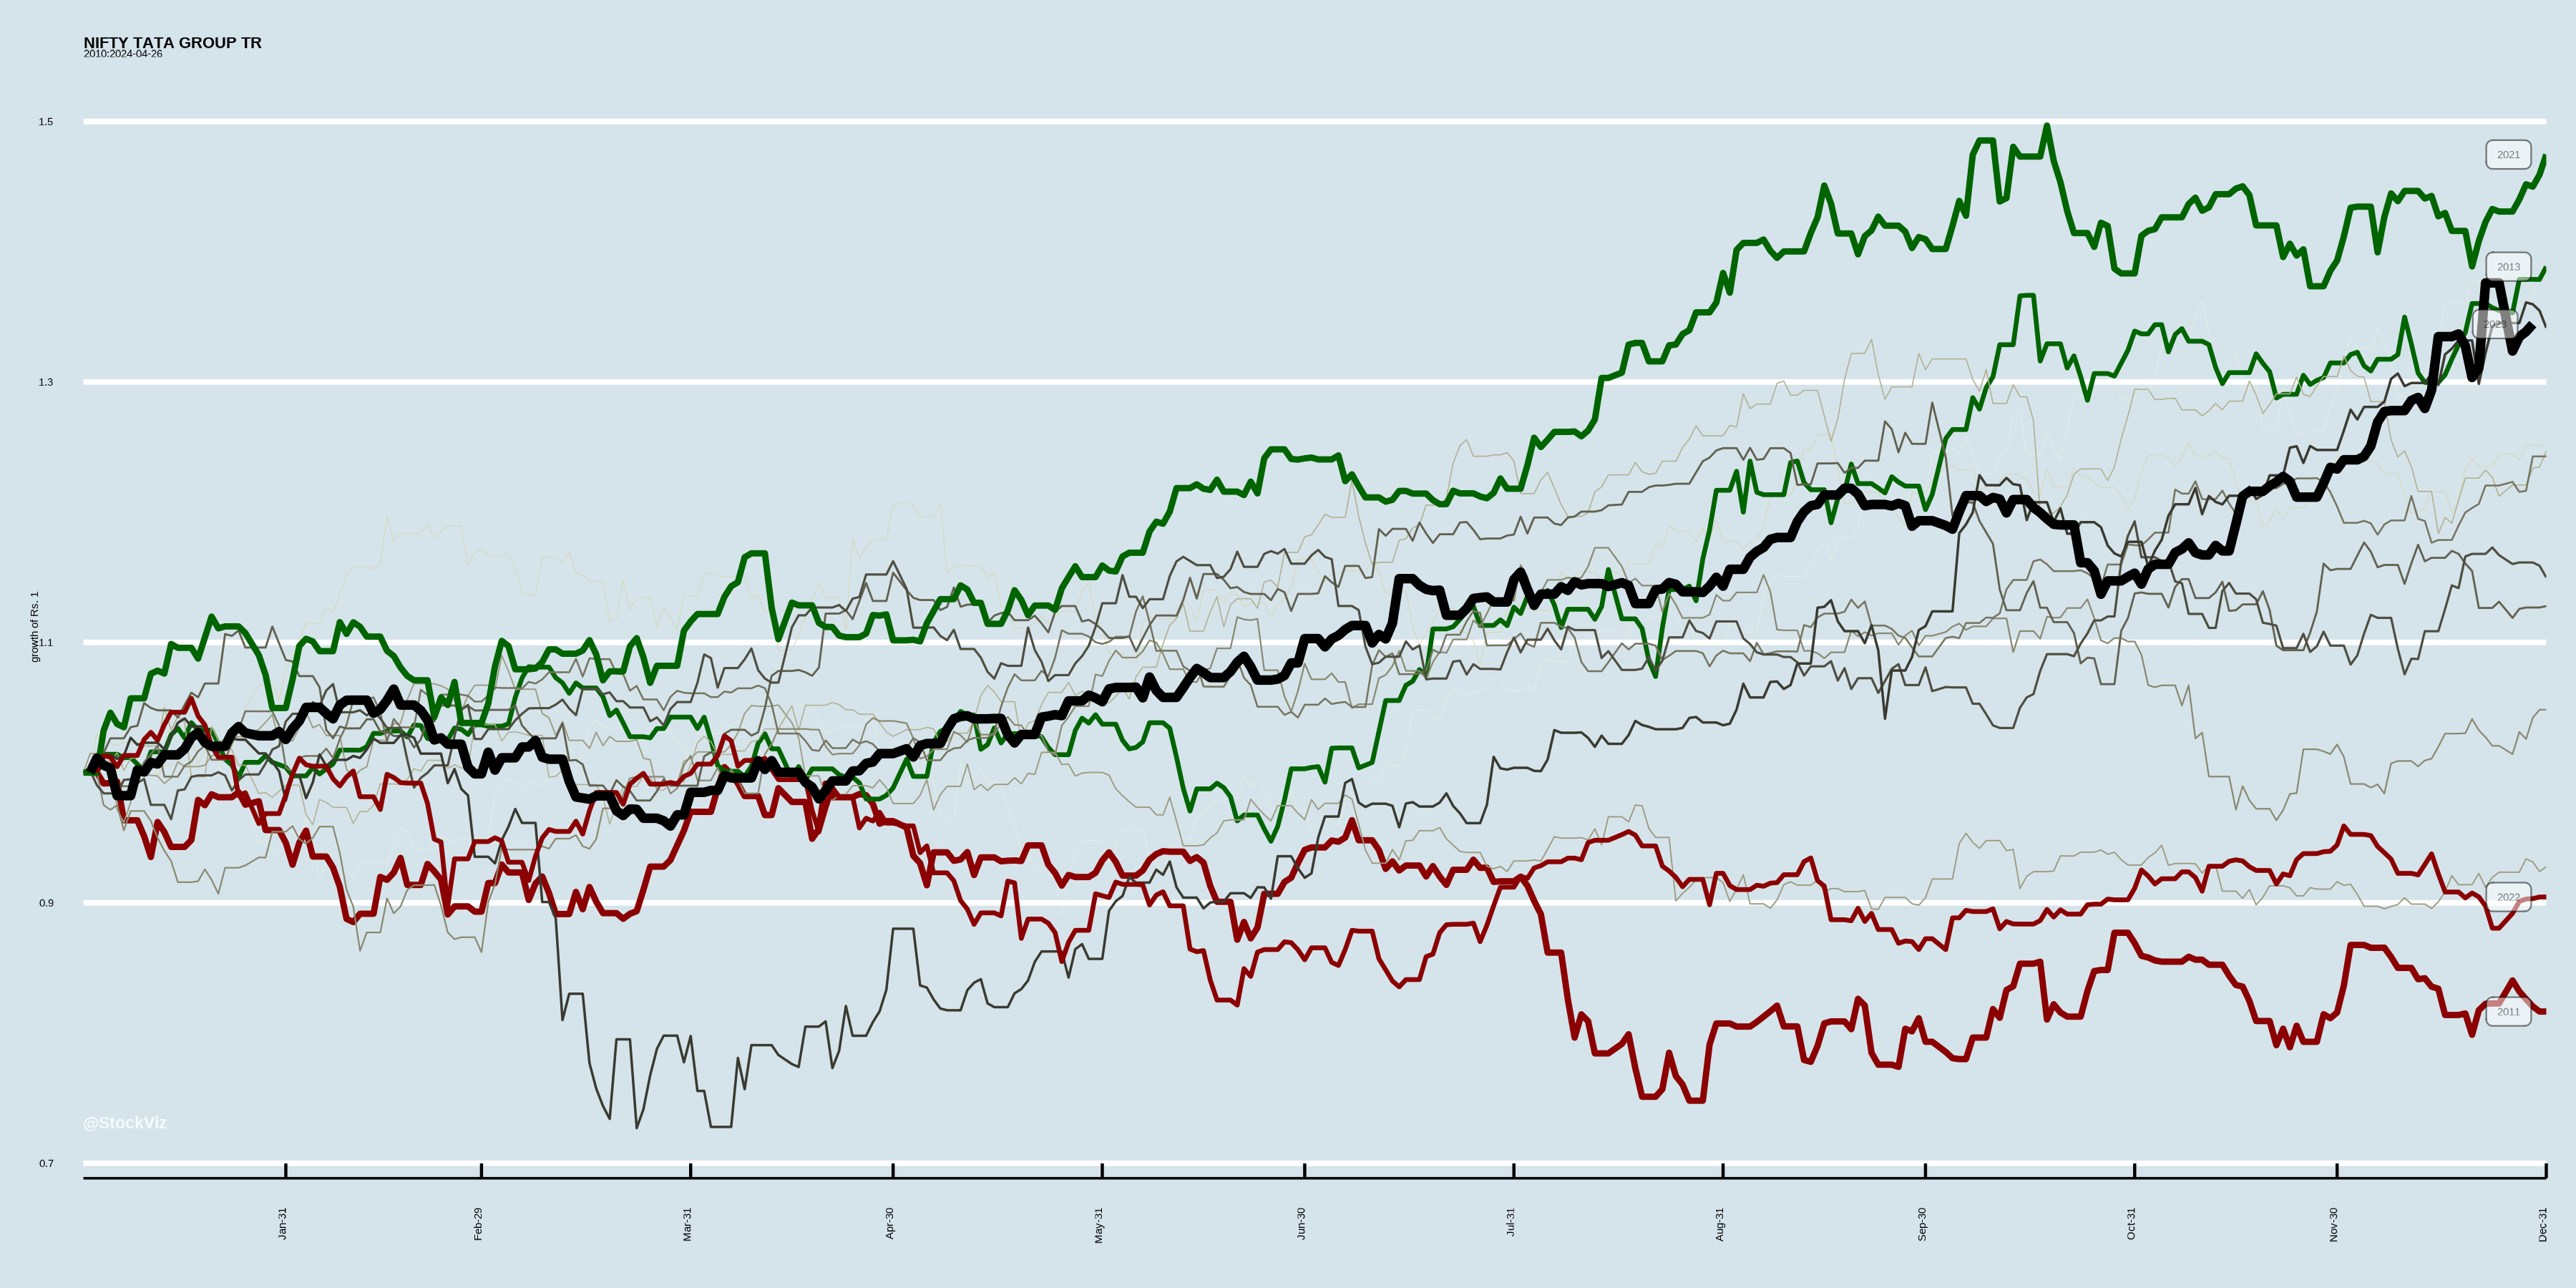 NIFTY TATA GROUP TR
2010:2024-04-26
1.5
1.3
1.1
0.9
0.7
growth of Rs. 1
2021
2013
2023
2022
2011
@StockViz
Jan-31
Feb-29
Mar-31
Apr-30
May-31
Jun-30
Jul-31
Aug-31
Sep-30
Oct-31
Nov-30
Dec-31